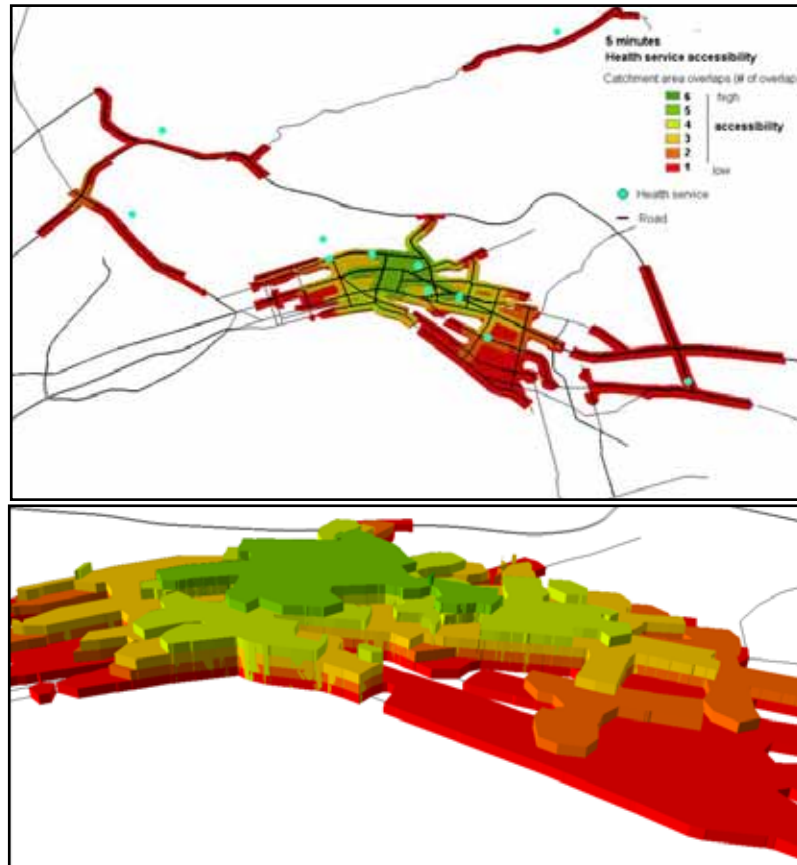 5 minutes
Health service accessibility
Catchment area overlaps (# of overlap
6 high
5
4 accessibility
3
2
1 low
Health service
Road